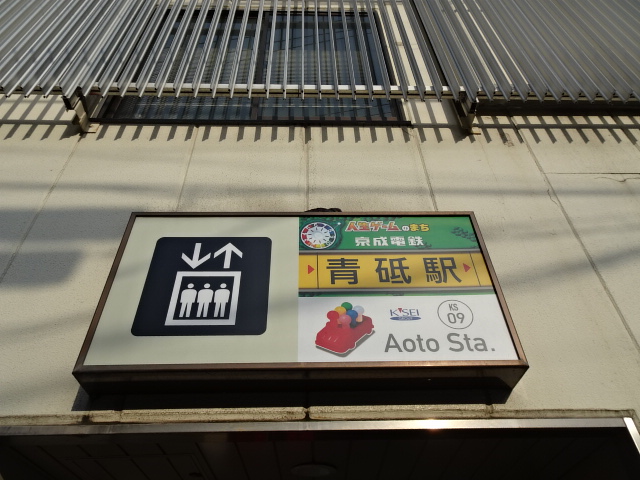 人生ゲームのまち
京成電鉄
青砥駅
KEISEI
KS
09
Aoto Sta.